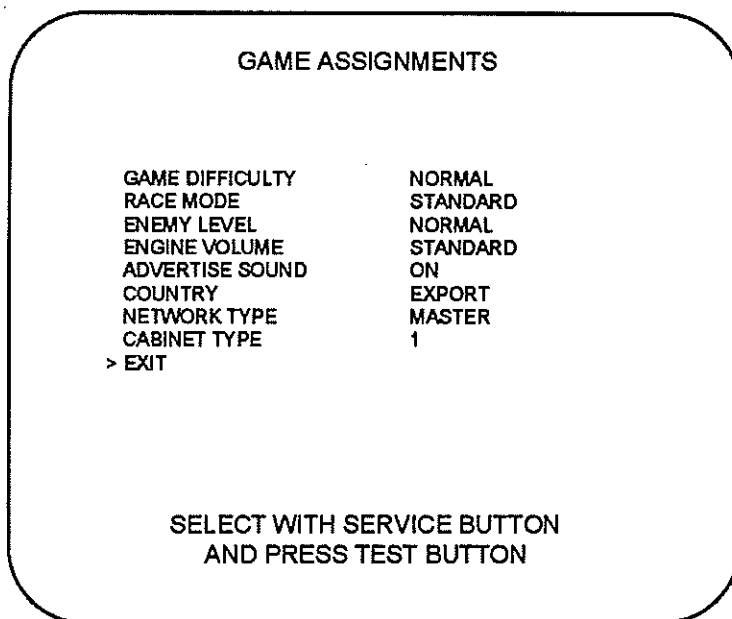 GAME ASSIGNMENTS
GAME DIFFICULTY NORMAL
RACE MODE STANDARD
ENEMY LEVEL NORMAL
ENGINE VOLUME STANDARD
ADVERTISE SOUND ON
COUNTRY EXPORT
NETWORK TYPE MASTER
CABINET TYPE 1
> EXIT
SELECT WITH SERVICE BUTTON
AND PRESS TEST BUTTON